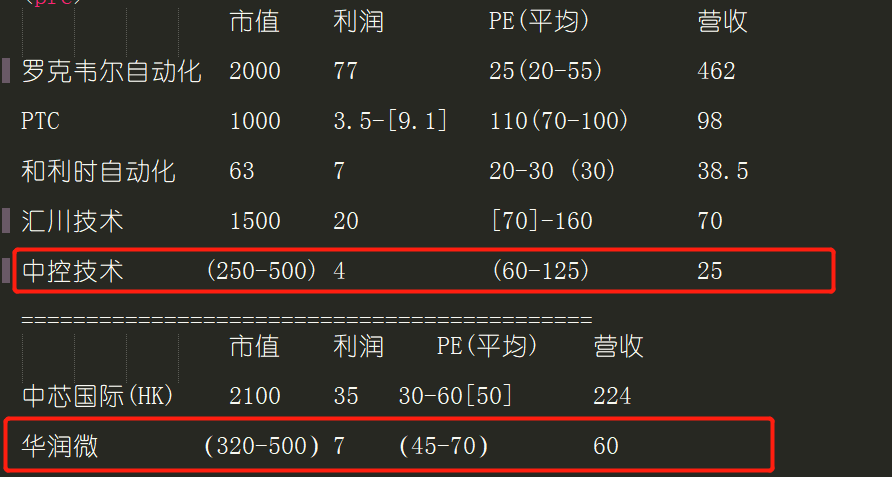 (pre)
市值 利润 PE(平均) 营收
罗克韦尔自动化 2000 77 25(20-55) 462
PTC 1000 3.5-[9.1] 110(70-100) 98
和利时自动化 63 7 20-30 (30) 38.5
汇川技术 1500 20 [70]-160 70
中控技术 (250-500) 4 (60-125) 25
============================================
市值 利润 PE(平均) 营收
中芯国际(HK) 2100 35 30-60[50] 224
华润微 (320-500) 7 (45-70) 60